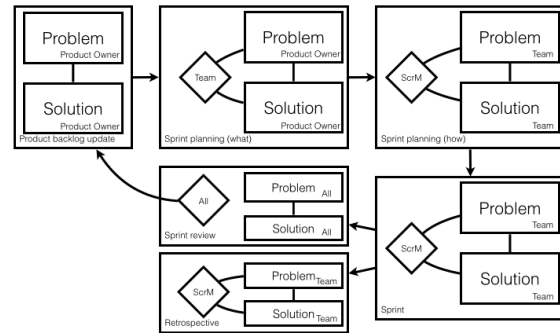 Problem
Product Owner
Solution
Product Owner
Product backlog update
Team
Problem
Product Owner
Solution
Product Owner
Sprint planning (what)
ScrM
Problem
Team
Solution
Team
Sprint planning (how)
All
Problem
All
Solution
All
Sprint review
ScrM
Problem
Team
Solution
Team
Retrospective
ScrM
Problem
Team
Solution
Team
Sprint